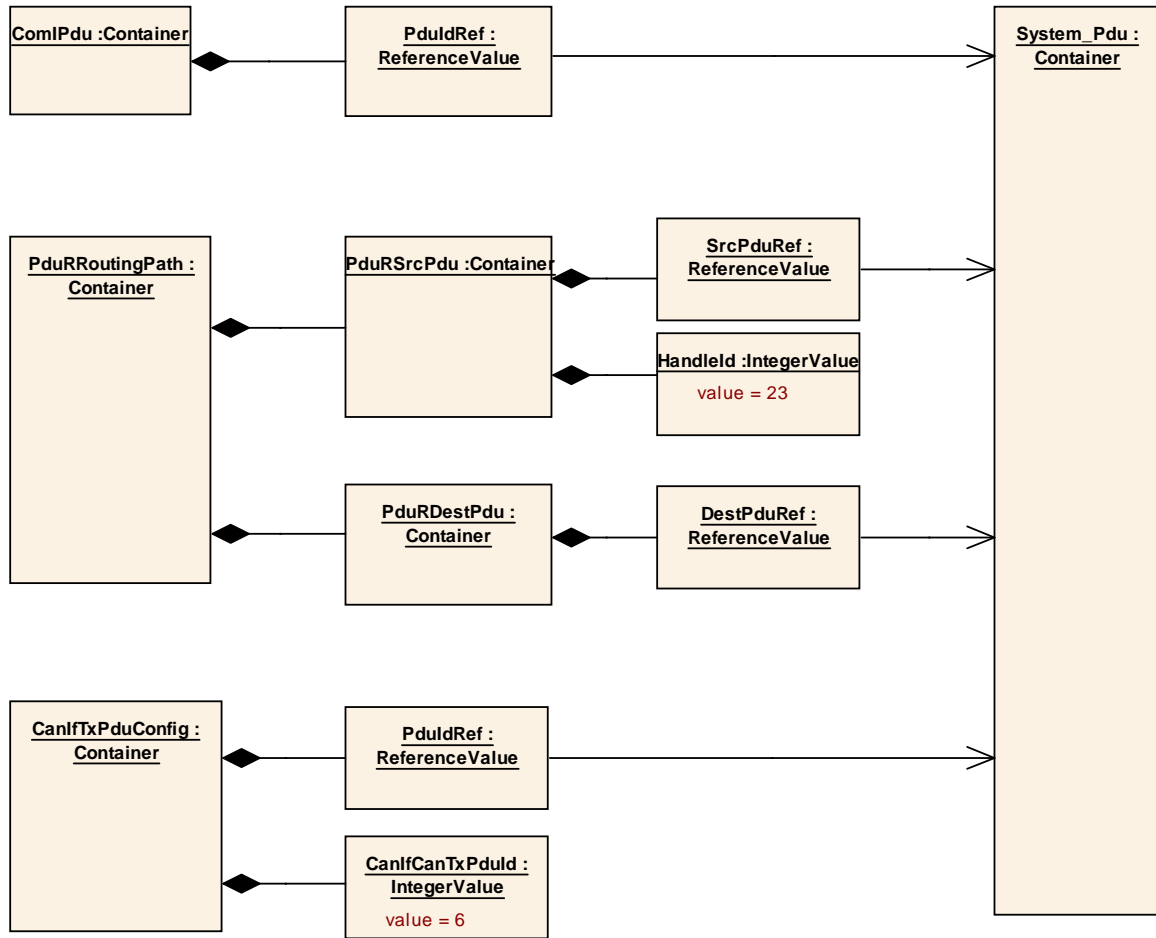 ComIPdu :Container
PduIdRef :
ReferenceValue
System_Pdu :
Container
PduRRoutingPath :
Container
PduRSrcPdu :Container
SrcPduRef :
ReferenceValue
HandleId :IntegerValue
value = 23
PduRDestPdu :
Container
DestPduRef :
ReferenceValue
CanIfTxPduConfig :
Container
PduIdRef :
ReferenceValue
CanIfCanTxPduId :
IntegerValue
value = 6